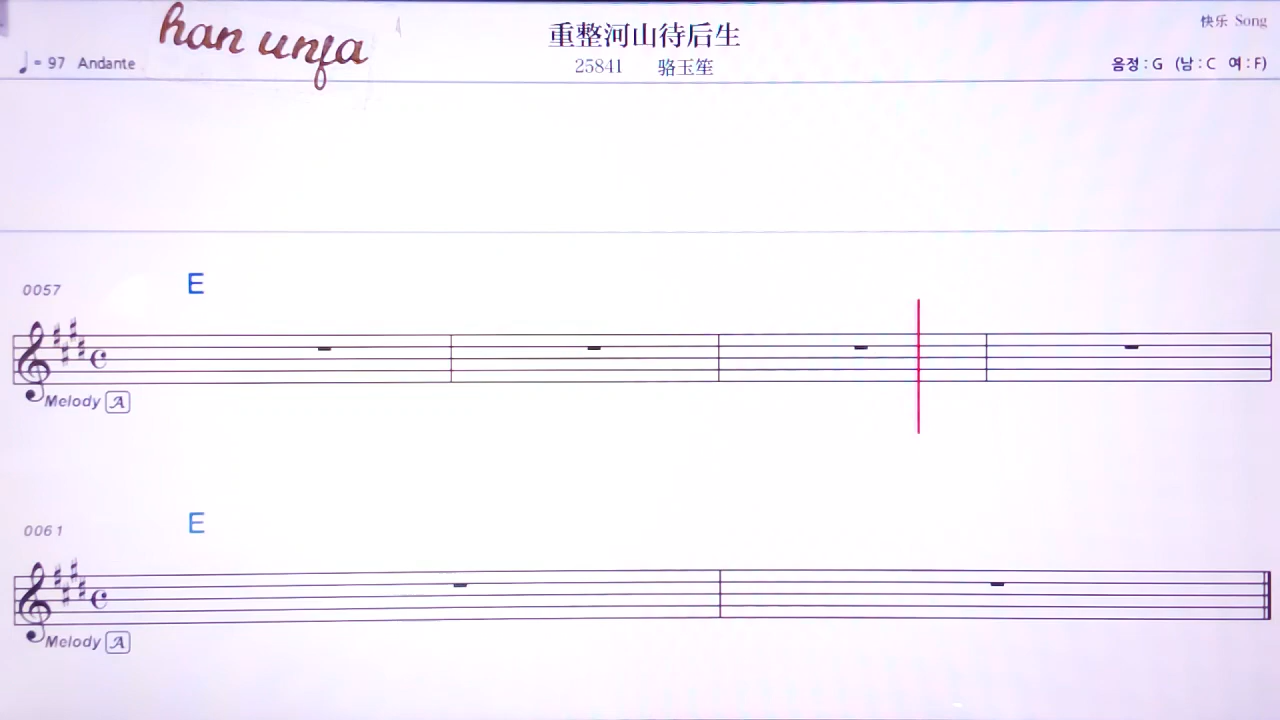 han unfa
重整河山待后生
快乐 Song
♩= 97 Andante
25841 骆玉笙
음정 : G (남 : C 여 : F)
0057
E
Melody A
0061
E
Melody A